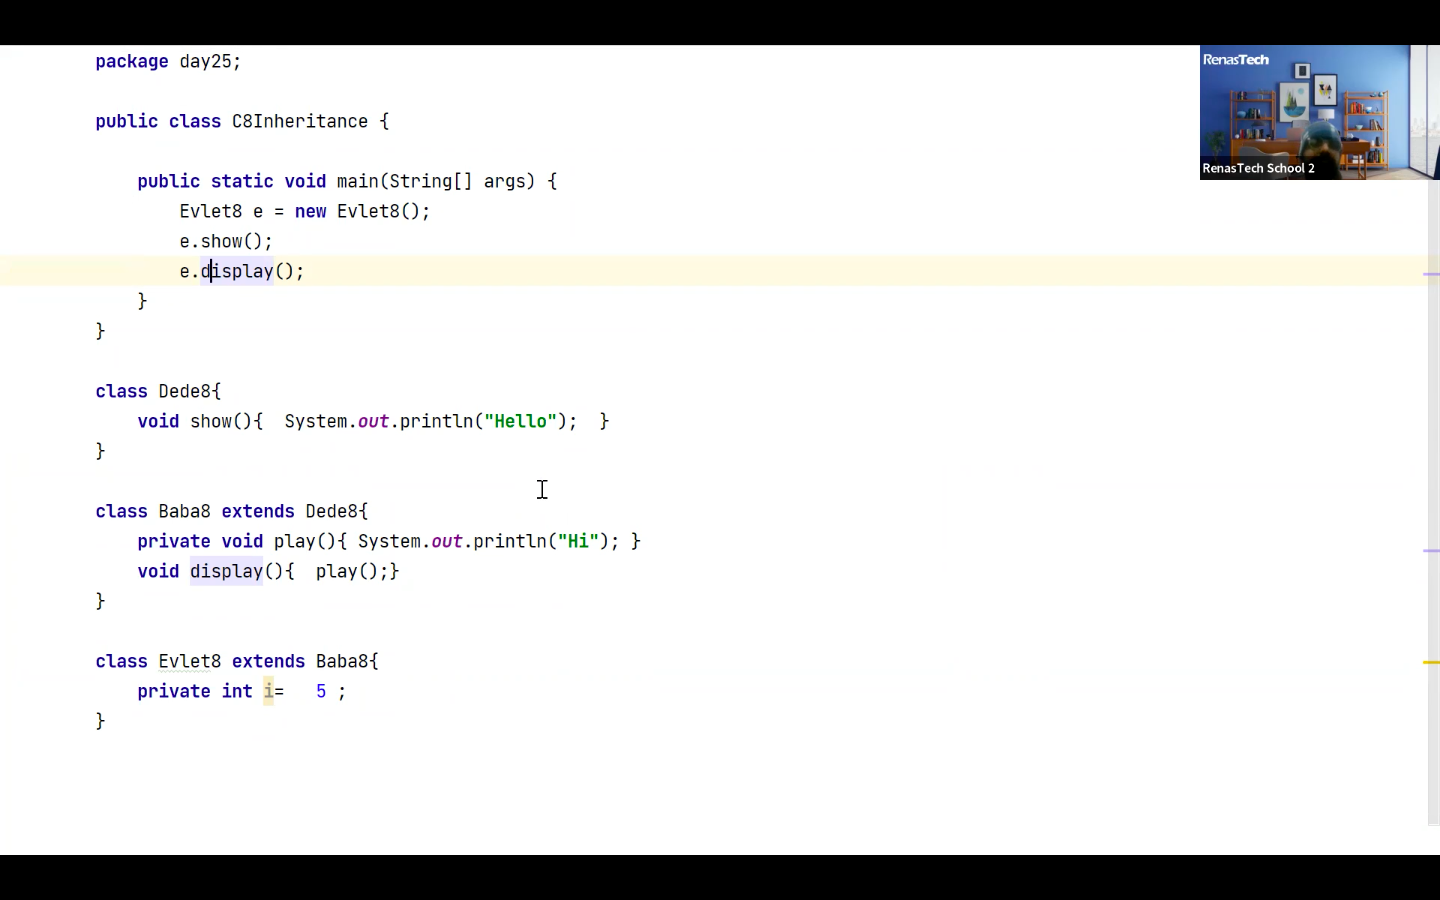 package day25;
public class C8Inheritance {
public static void main(String[] args) {
Evlet8 e = new Evlet8();
e.show();
e.display();
}
}
class Dede8{
void show(){  System.out.println("Hello");  }
}
class Baba8 extends Dede8{
private void play(){ System.out.println("Hi"); }
void display(){  play();}
}
class Evlet8 extends Baba8{
private int i=   5 ;
}
RenasTech
RenasTech School 2